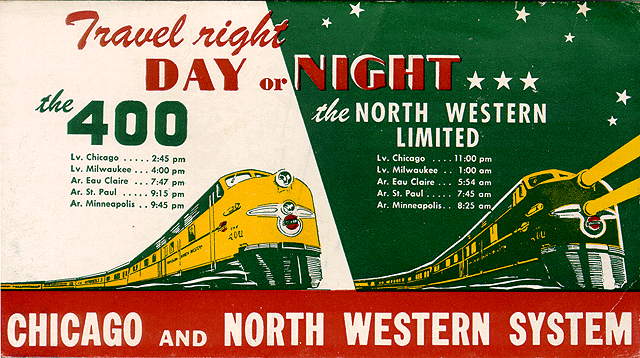 Travel right
DAY or NIGHT
the 400
Lv. Chicago ..... 2:45 pm
Lv. Milwaukee ... 4:00 pm
Ar. Eau Claire ... 7:47 pm
Ar. St. Paul ..... 9:15 pm
Ar. Minneapolis .. 9:45 pm
the NORTH WESTERN
LIMITED
Lv. Chicago .... 11:00 pm
Lv. Milwaukee .. 1:00 am
Ar. Eau Claire ... 5:54 am
Ar. St. Paul ..... 7:45 am
Ar. Minneapolis.. 8:25 am
THE
400
CHICAGO AND NORTH WESTERN SYSTEM